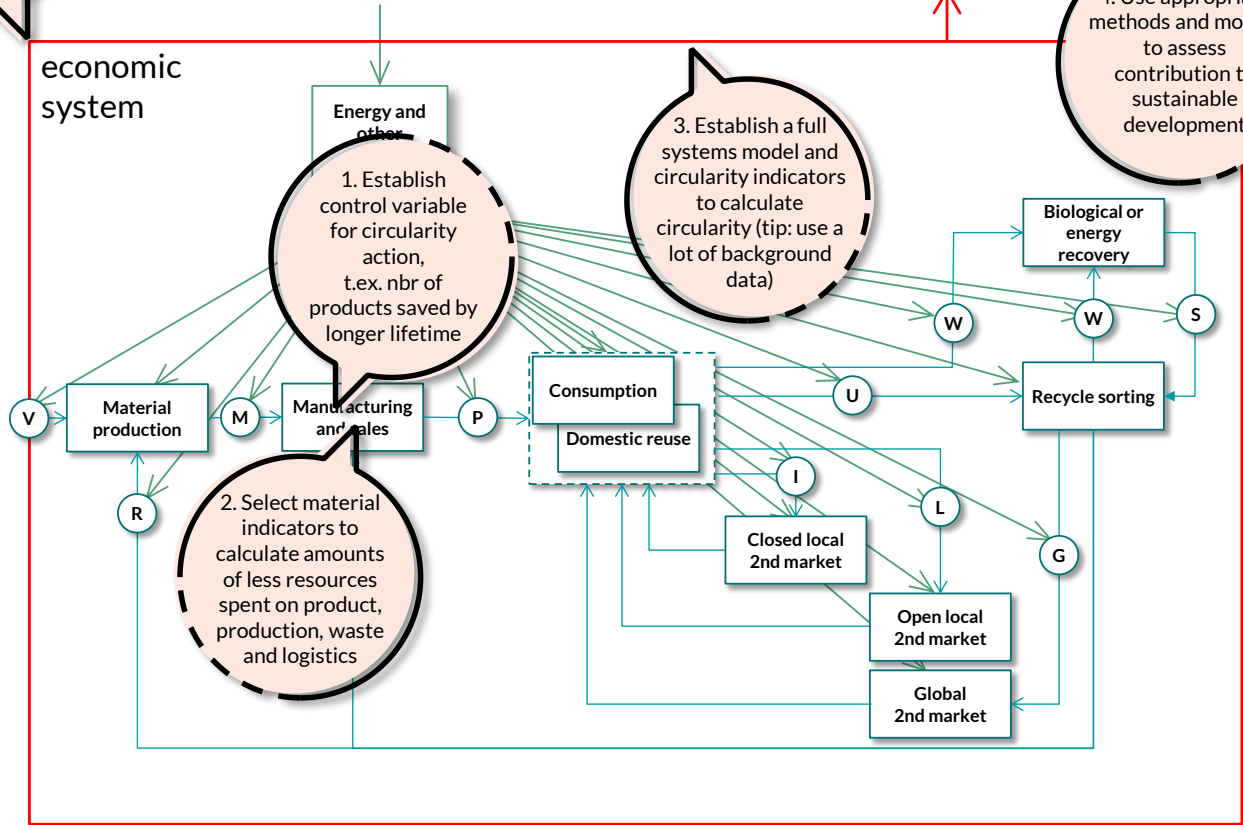 4. Use appropria
methods and mo
to assess
contribution t
sustainable
development
economic
system
Energy and
other
1. Establish
control variable
for circularity
action,
t.ex. nbr of
products saved by
longer lifetime
3. Establish a full
systems model and
circularity indicators
to calculate
circularity (tip: use a
lot of background
data)
Biological or
energy
recovery
W
W
S
Consumption
Domestic reuse
U
Recycle sorting
V
Material
production
M
Manufacturing
and sales
P
I
L
R
2. Select material
indicators to
calculate amounts
of less resources
spent on product,
production, waste
and logistics
Closed local
2nd market
G
Open local
2nd market
Global
2nd market